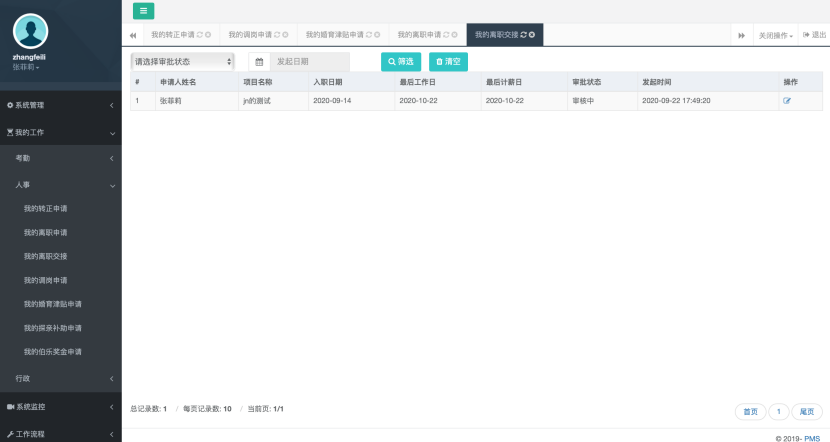 zhangfeili
张菲莉
系统管理
我的工作
考勤
人事
我的转正申请
我的离职申请
我的离职交接
我的调岗申请
我的婚育津贴申请
我的探亲补助申请
我的伯乐奖金申请
行政
系统监控
工作流程
我的转正申请 我的调岗申请 我的婚育津贴申请 我的离职申请 我的离职交接 关闭操作 退出
请选择审批状态 发起日期 筛选 清空
# 申请人姓名 项目名称 入职日期 最后工作日 最后计薪日 审批状态 发起时间 操作
1 张菲莉 jn的测试 2020-09-14 2020-10-22 2020-10-22 审核中 2020-09-22 17:49:20
总记录数: 1 / 每页记录数: 10 / 当前页: 1/1 首页 1 尾页
© 2019- PMS